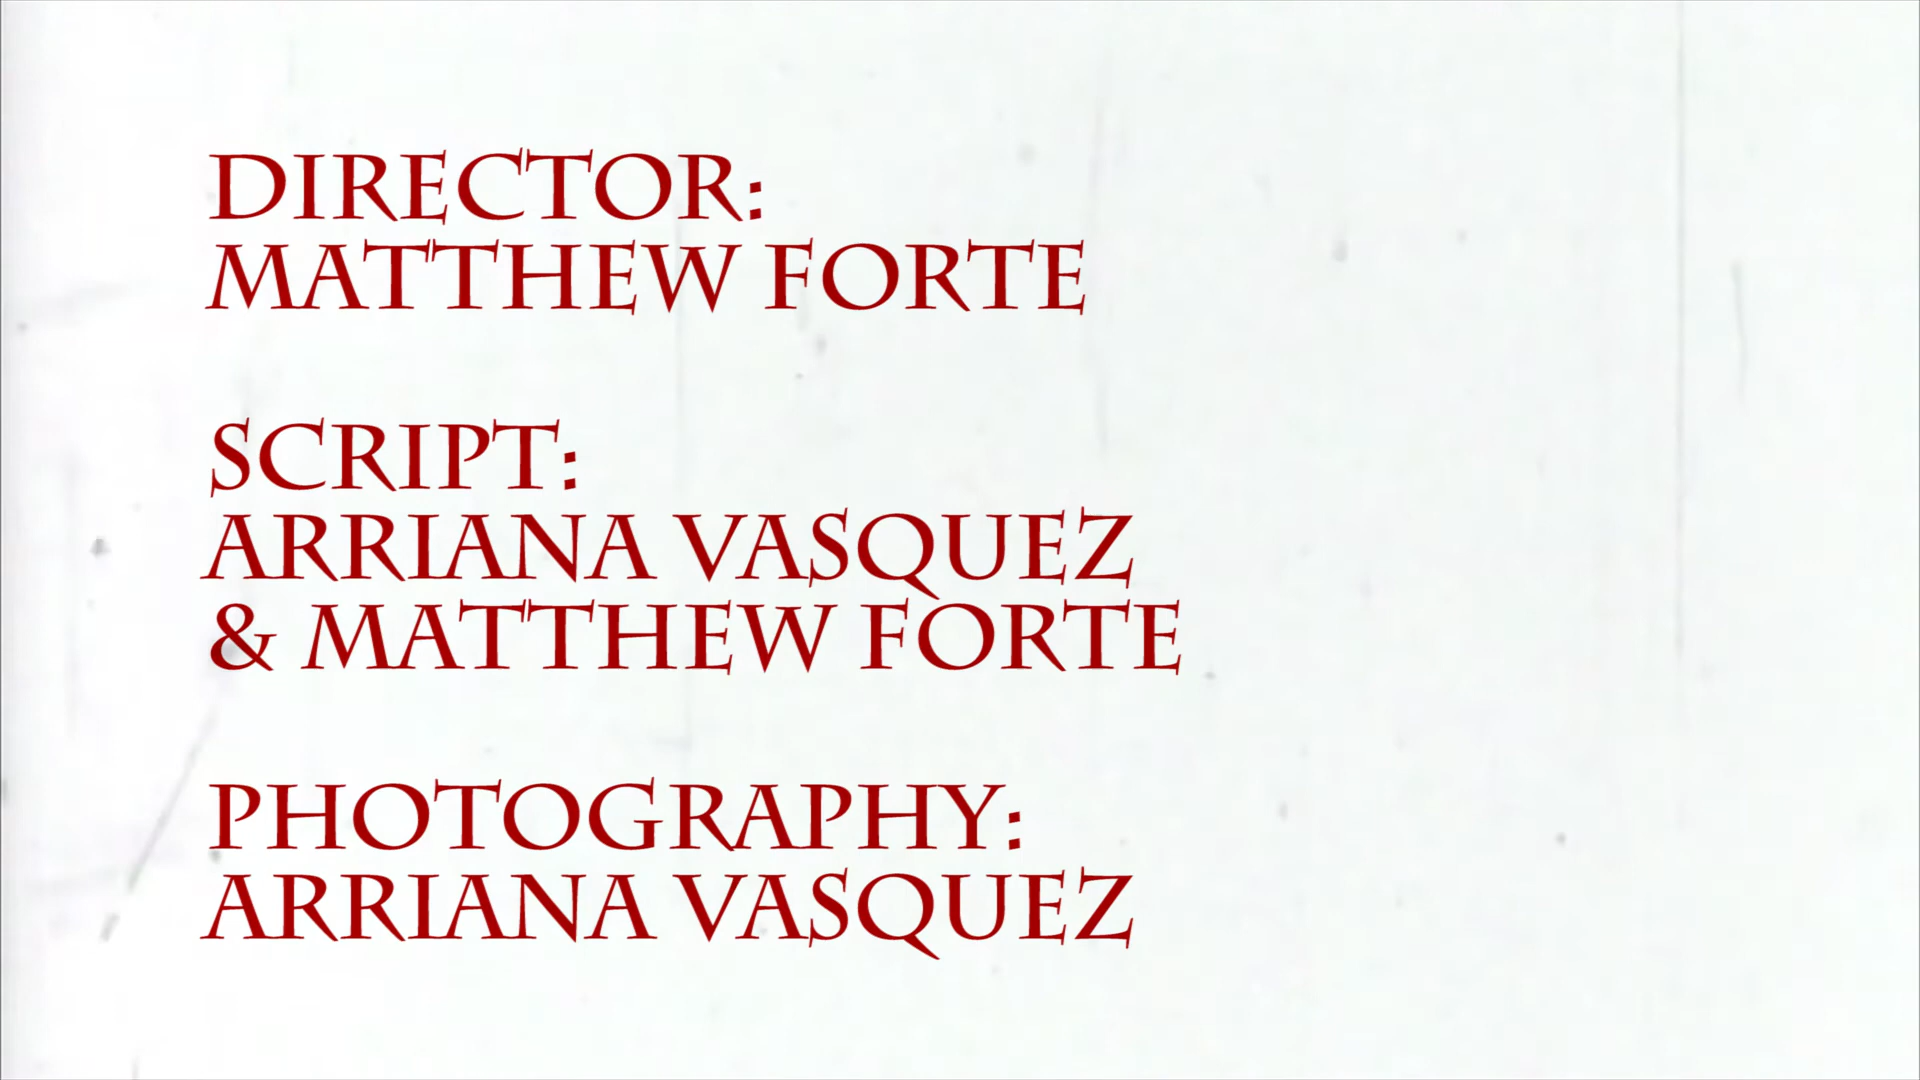 DIRECTOR:
MATTHEW FORTE
SCRIPT:
ARRIANA VASQUEZ
& MATTHEW FORTE
PHOTOGRAPHY:
ARRIANA VASQUEZ